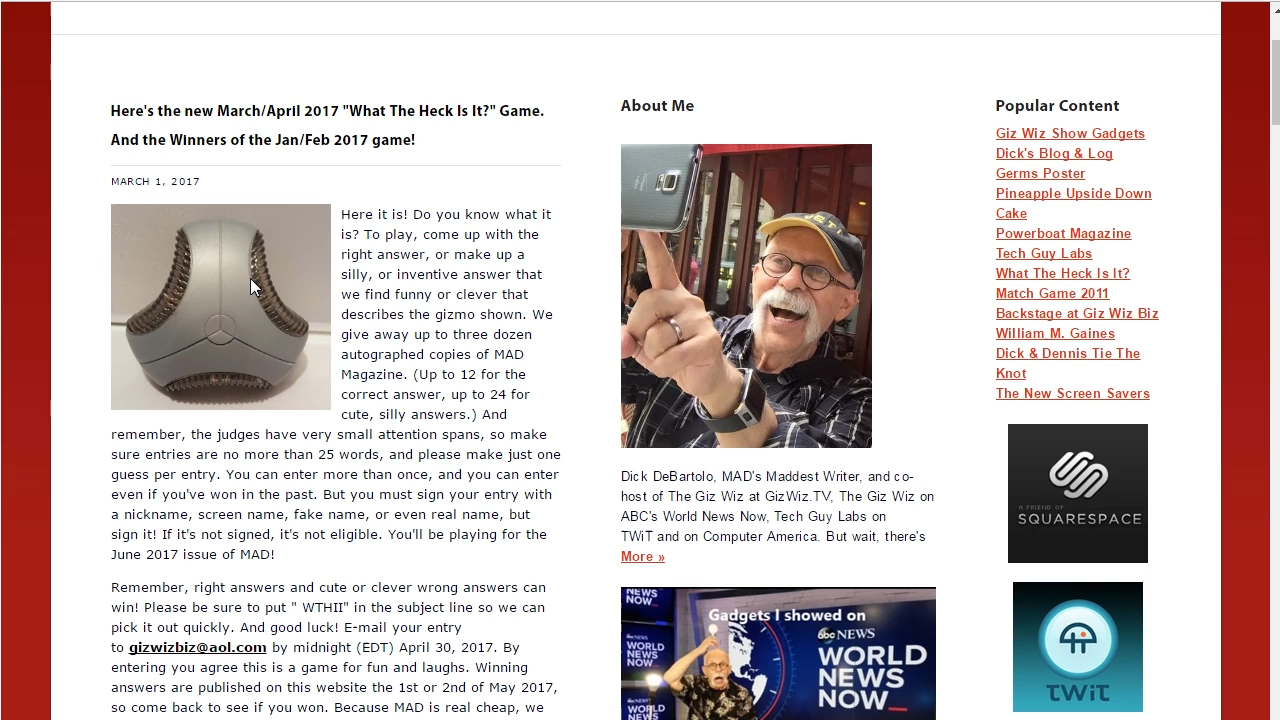 Here's the new March/April 2017 "What The Heck Is It?" Game.
And the Winners of the Jan/Feb 2017 game!
MARCH 1, 2017
Here it is! Do you know what it
is? To play, come up with the
right answer, or make up a
silly, or inventive answer that
we find funny or clever that
describes the gizmo shown. We
give away up to three dozen
autographed copies of MAD
Magazine. (Up to 12 for the
correct answer, up to 24 for
cute, silly answers.) And
remember, the judges have very small attention spans, so make
sure entries are no more than 25 words, and please make just one
guess per entry. You can enter more than once, and you can enter
even if you've won in the past. But you must sign your entry with
a nickname, screen name, fake name, or even real name, but
sign it! If it's not signed, it's not eligible. You'll be playing for the
June 2017 issue of MAD!
Remember, right answers and cute or clever wrong answers can
win! Please be sure to put " WTHII" in the subject line so we can
pick it out quickly. And good luck! E-mail your entry
to gizwizbiz@aol.com by midnight (EDT) April 30, 2017. By
entering you agree this is a game for fun and laughs. Winning
answers are published on this website the 1st or 2nd of May 2017,
so come back to see if you won. Because MAD is real cheap, we
About Me
JET
Dick DeBartolo, MAD's Maddest Writer, and co-
host of The Giz Wiz at GizWiz.TV, The Giz Wiz on
ABC's World News Now, Tech Guy Labs on
TWiT and on Computer America. But wait, there's
More »
NEWS
NOW_
Gadgets I showed on
abc NEWS
WORLD
NEWS
NOW_
abc NEWS
WORLD
NEWS
NOW_
abc NEWS
WORLD
Popular Content
Giz Wiz Show Gadgets
Dick's Blog & Log
Germs Poster
Pineapple Upside Down
Cake
Powerboat Magazine
Tech Guy Labs
What The Heck Is It?
Match Game 2011
Backstage at Giz Wiz Biz
William M. Gaines
Dick & Dennis Tie The
Knot
The New Screen Savers
A FRIEND OF
SQUARESPACE
TWiT